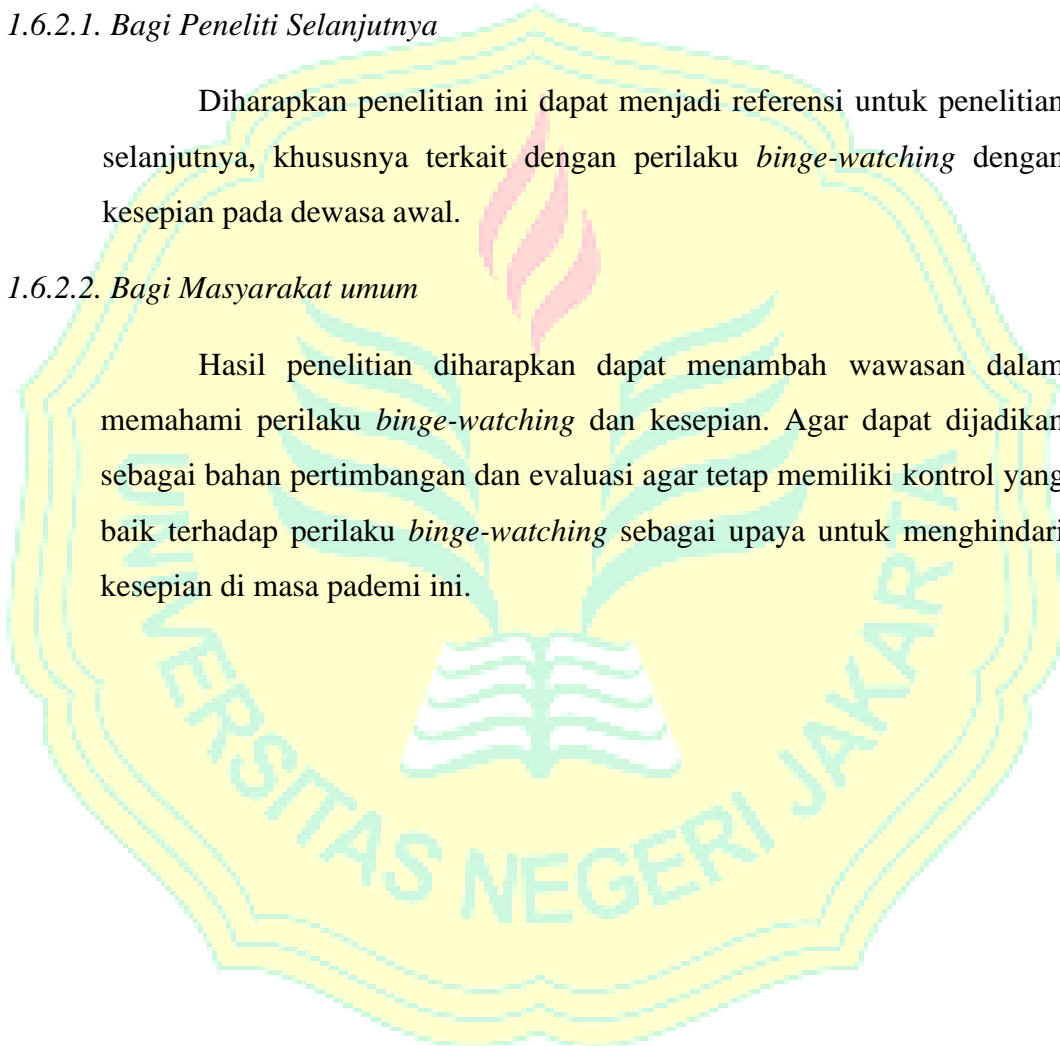 1.6.2.1. Bagi Peneliti Selanjutnya
Diharapkan penelitian ini dapat menjadi referensi untuk penelitian
selanjutnya, khususnya terkait dengan perilaku binge-watching dengan
kesepian pada dewasa awal.
1.6.2.2. Bagi Masyarakat umum
Hasil penelitian diharapkan dapat menambah wawasan dalam
memahami perilaku binge-watching dan kesepian. Agar dapat dijadikan
sebagai bahan pertimbangan dan evaluasi agar tetap memiliki kontrol yang
baik terhadap perilaku binge-watching sebagai upaya untuk menghindari
kesepian di masa pademi ini.
UNIVERSITAS NEGERI JAKARTA